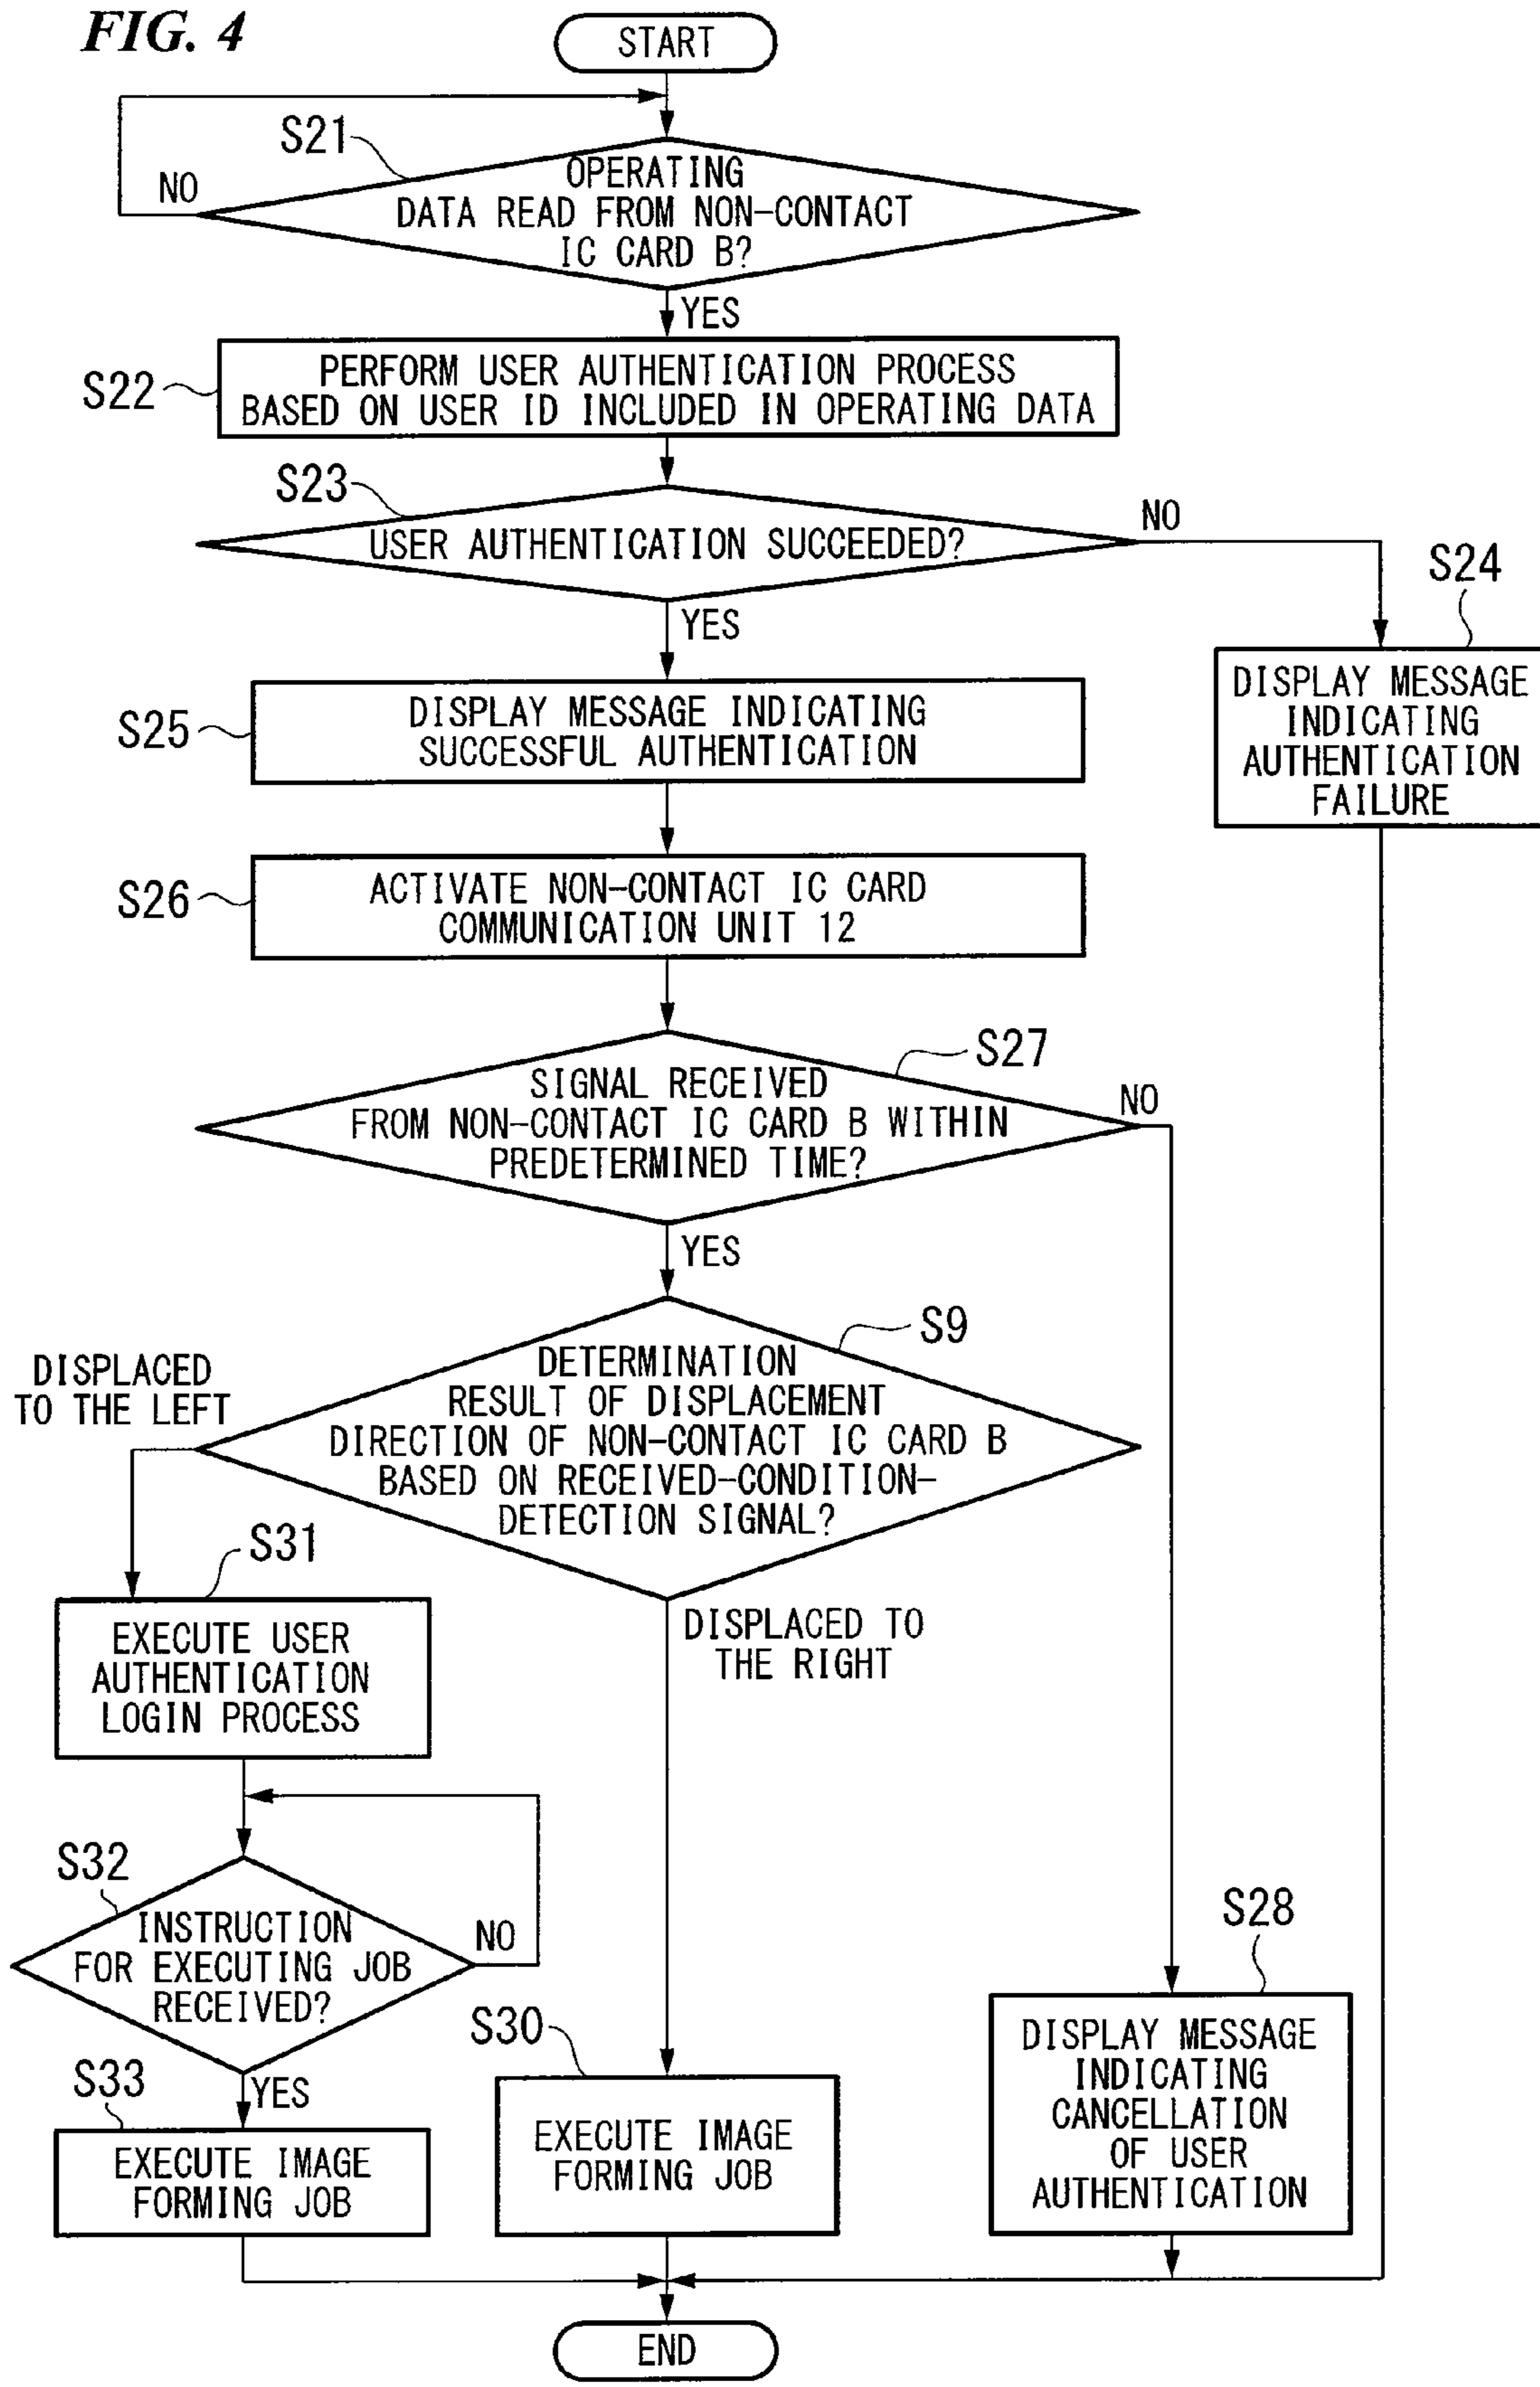 FIG. 4
START
S21
OPERATING
DATA READ FROM NON-CONTACT
IC CARD B?
NO
YES
S22
PERFORM USER AUTHENTICATION PROCESS
BASED ON USER ID INCLUDED IN OPERATING DATA
S23
USER AUTHENTICATION SUCCEEDED?
NO
YES
S24
DISPLAY MESSAGE
INDICATING
AUTHENTICATION
FAILURE
S25
DISPLAY MESSAGE INDICATING
SUCCESSFUL AUTHENTICATION
S26
ACTIVATE NON-CONTACT IC CARD
COMMUNICATION UNIT 12
S27
SIGNAL RECEIVED
FROM NON-CONTACT IC CARD B WITHIN
PREDETERMINED TIME?
NO
YES
S9
DETERMINATION
RESULT OF DISPLACEMENT
DIRECTION OF NON-CONTACT IC CARD B
BASED ON RECEIVED-CONDITION-
DETECTION SIGNAL?
DISPLACED
TO THE LEFT
DISPLACED TO
THE RIGHT
S31
EXECUTE USER
AUTHENTICATION
LOGIN PROCESS
S32
INSTRUCTION
FOR EXECUTING JOB
RECEIVED?
NO
YES
S33
EXECUTE IMAGE
FORMING JOB
S30
EXECUTE IMAGE
FORMING JOB
S28
DISPLAY MESSAGE
INDICATING
CANCELLATION
OF USER
AUTHENTICATION
END